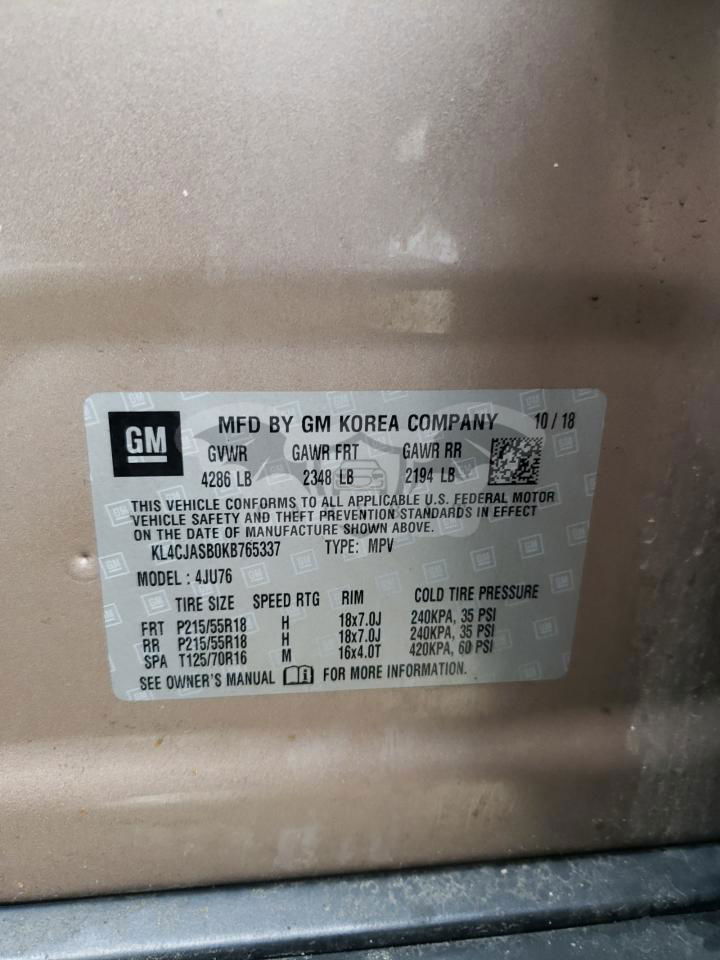 GM MFD BY GM KOREA COMPANY 10 / 18
GVWR GAWR FRT GAWR RR
4286 LB 2348 LB 2194 LB
THIS VEHICLE CONFORMS TO ALL APPLICABLE U.S. FEDERAL MOTOR
VEHICLE SAFETY AND THEFT PREVENTION STANDARDS IN EFFECT
ON THE DATE OF MANUFACTURE SHOWN ABOVE.
KL4CJASB0KB765337 TYPE: MPV
MODEL : 4JU76
TIRE SIZE SPEED RTG RIM COLD TIRE PRESSURE
FRT P215/55R18 H 18x7.0J 240KPA, 35 PSI
RR P215/55R18 H 18x7.0J 240KPA, 35 PSI
SPA T125/70R16 M 16x4.0T 420KPA, 60 PSI
SEE OWNER'S MANUAL FOR MORE INFORMATION.